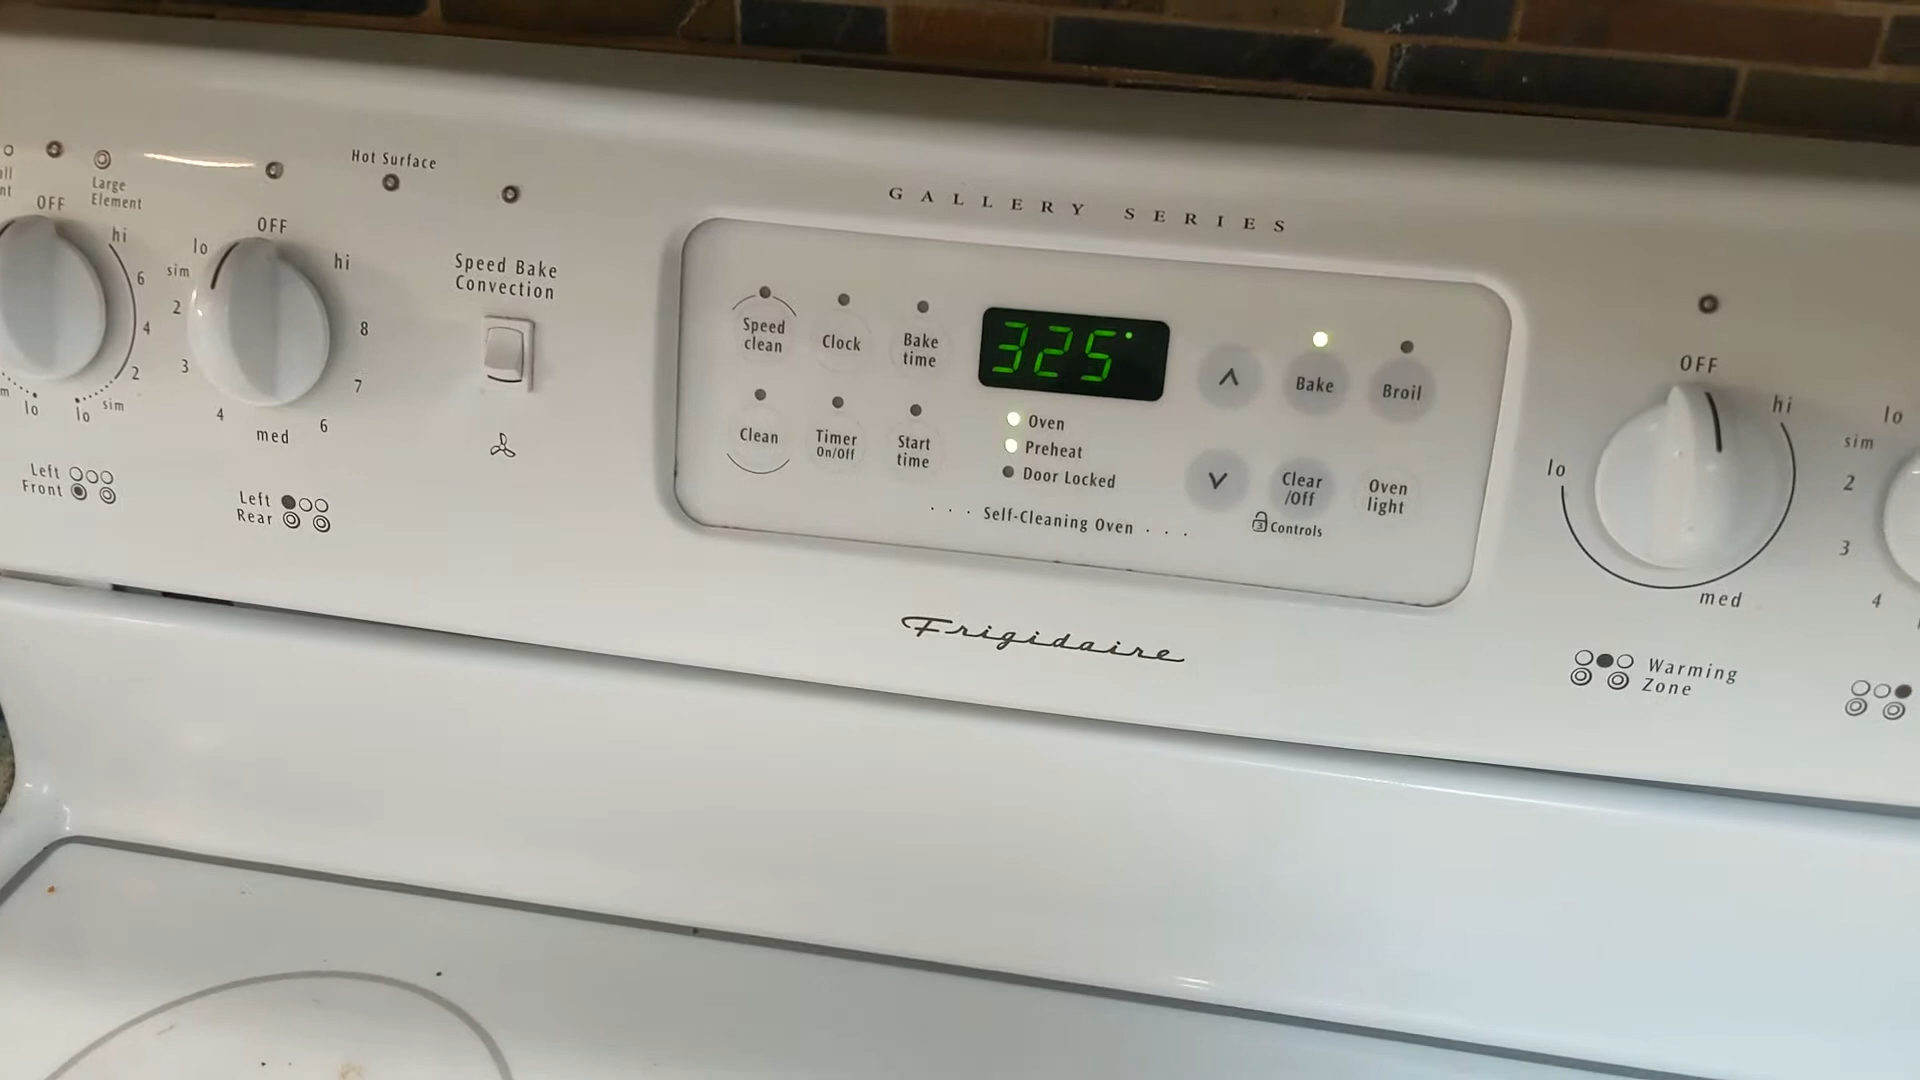 Large
Element
OFF
hi
6
4
2
sim
lo
lo
Left
Front
OFF
lo
hi
sim
2
8
3
7
4
6
med
Left
Rear
Hot Surface
Speed Bake
Convection
GALLERY SERIES
Speed
clean
Clock
Bake
time
325°
Bake
Broil
Clean
Timer
On/Off
Start
time
Oven
Preheat
Door Locked
Clear
/Off
Oven
light
Controls
· · · Self-Cleaning Oven · · ·
Frigidaire
OFF
hi
lo
med
Warming
Zone
lo
sim
2
3
4